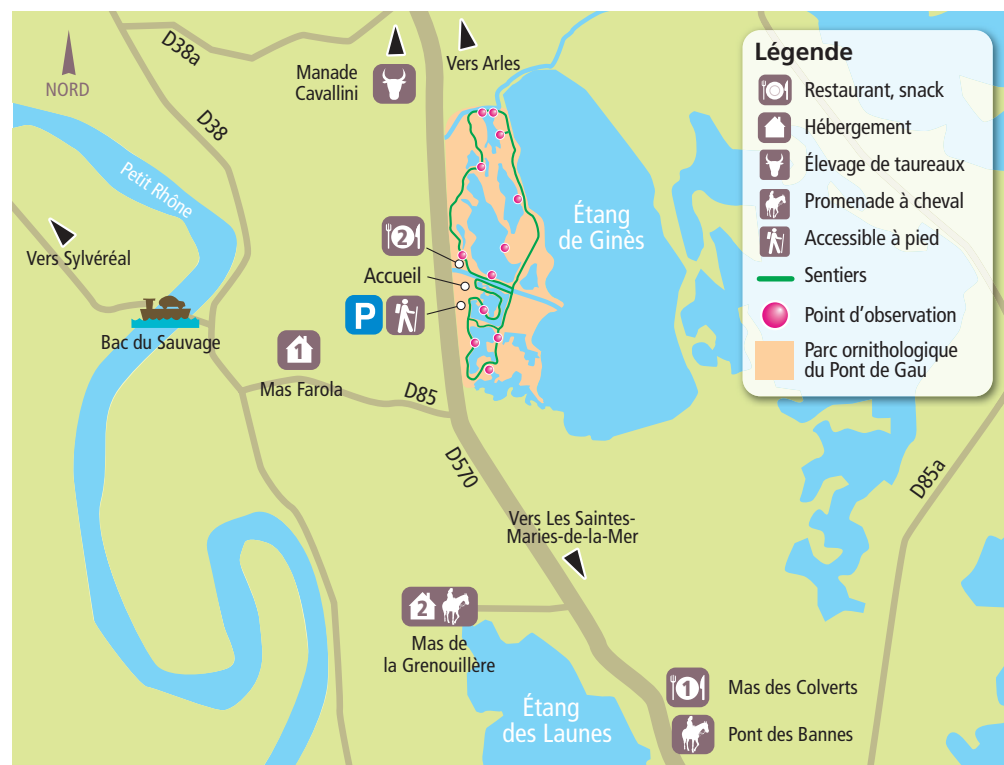 D38a
Manade
Cavallini
Vers Arles
NORD
D38
Petit Rhône
Vers Sylvéréal
Bac du Sauvage
2
Accueil
P
Étang
de Ginès
1
Mas Farola
D85
D570
Vers Les Saintes-
Maries-de-la-Mer
D85a
2
Mas de
la Grenouillère
Étang
des Launes
1
Mas des Colverts
Pont des Bannes
Légende
Restaurant, snack
Hébergement
Élevage de taureaux
Promenade à cheval
Accessible à pied
Sentiers
Point d'observation
Parc ornithologique
du Pont de Gau